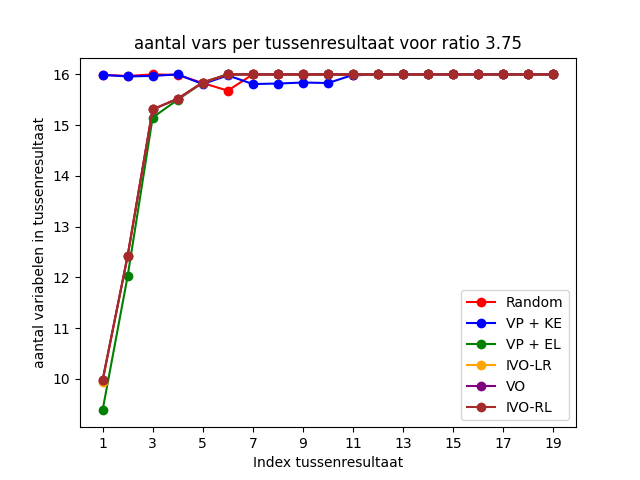 aantal vars per tussenresultaat voor ratio 3.75
aantal variabelen in tussenresultaat
16
15
14
13
12
11
10
1 3 5 7 9 11 13 15 17 19
Index tussenresultaat
Random
VP + KE
VP + EL
IVO-LR
VO
IVO-RL